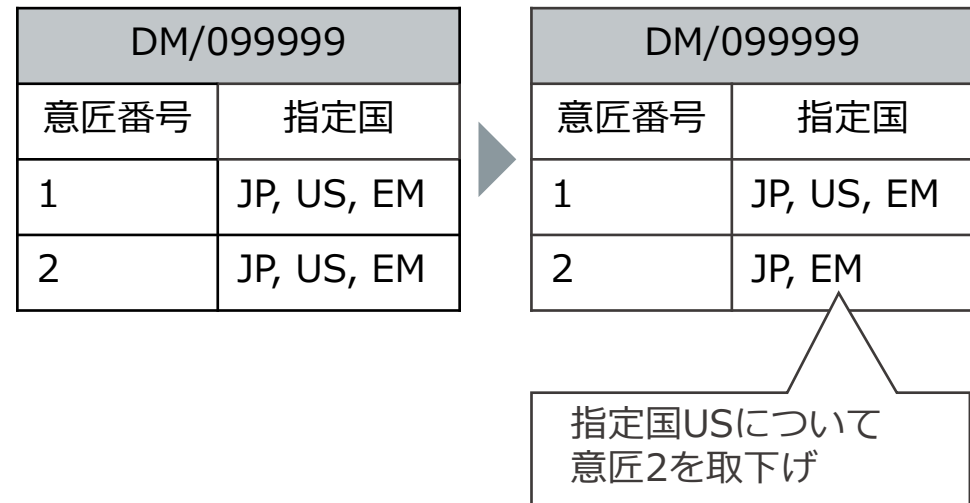 DM/099999
意匠番号 指定国
1 JP, US, EM
2 JP, US, EM
DM/099999
意匠番号 指定国
1 JP, US, EM
2 JP, EM
指定国USについて
意匠2を取下げ